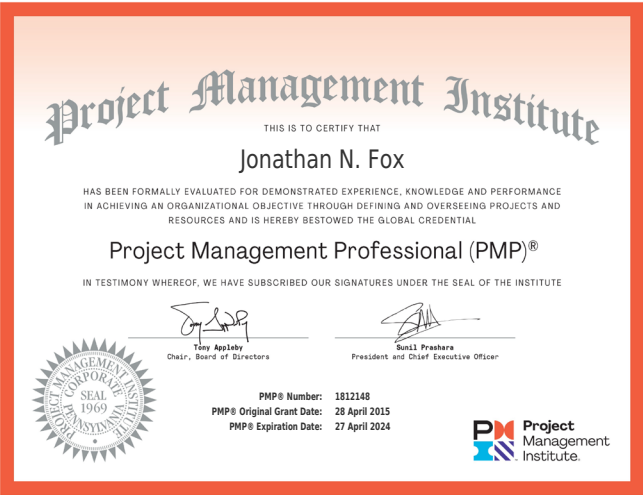 Project Management Institute
THIS IS TO CERTIFY THAT
Jonathan N. Fox
HAS BEEN FORMALLY EVALUATED FOR DEMONSTRATED EXPERIENCE, KNOWLEDGE AND PERFORMANCE
IN ACHIEVING AN ORGANIZATIONAL OBJECTIVE THROUGH DEFINING AND OVERSEEING PROJECTS AND
RESOURCES AND IS HEREBY BESTOWED THE GLOBAL CREDENTIAL
Project Management Professional (PMP)®
IN TESTIMONY WHEREOF, WE HAVE SUBSCRIBED OUR SIGNATURES UNDER THE SEAL OF THE INSTITUTE
Tony Appleby
Chair, Board of Directors
Sunil Prashara
President and Chief Executive Officer
PROJECT MANAGEMENT INSTITUTE
CORPORATE
SEAL
1969
PENNSYLVANIA
PMP® Number: 1812148
PMP® Original Grant Date: 28 April 2015
PMP® Expiration Date: 27 April 2024
Project
Management
Institute.